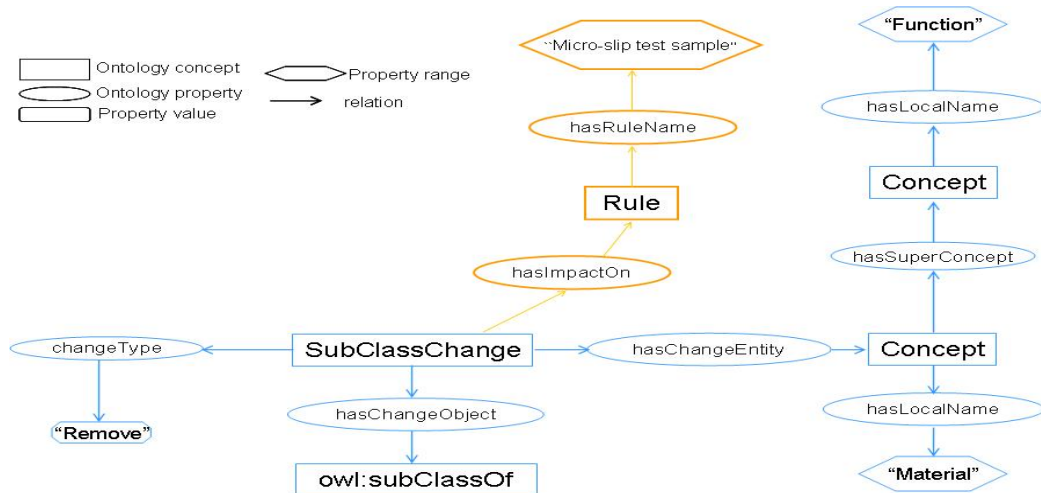 “Function”
“Micro-slip test sample”
Ontology concept
Property range
Ontology property
relation
Property value
hasLocalName
hasRuleName
Concept
Rule
hasSuperConcept
hasImpactOn
changeType
SubClassChange
hasChangeEntity
Concept
hasChangeObject
hasLocalName
“Remove”
owl:subClassOf
“Material”